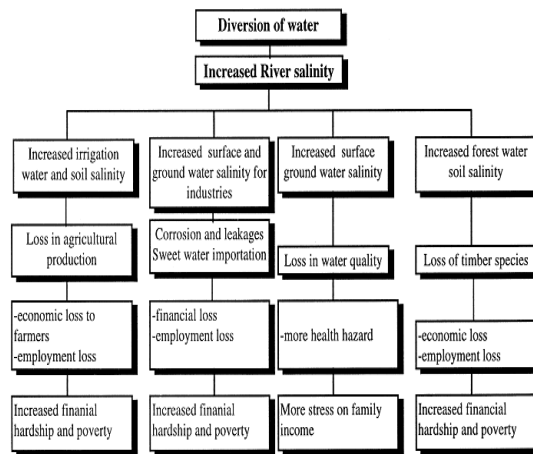 Diversion of water
Increased River salinity
Increased irrigation
water and soil salinity
Increased surface and
ground water salinity for
industries
Increased surface
ground water salinity
Increased forest water
soil salinity
Loss in agricultural
production
Corrosion and leakages
Sweet water importation
Loss in water quality
Loss of timber species
-economic loss to
farmers
-employment loss
-financial loss
-employment loss
-more health hazard
-economic loss
-employment loss
Increased finanial
hardship and poverty
Increased finanial
hardship and poverty
More stress on family
income
Increased financial
hardship and poverty